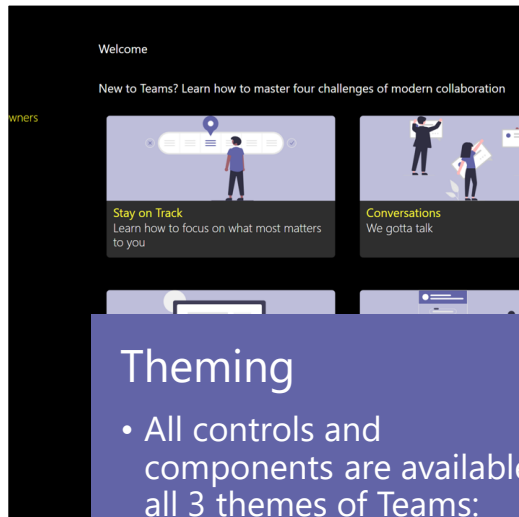 Welcome
New to Teams? Learn how to master four challenges of modern collaboration
wners
Stay on Track
Learn how to focus on what most matters
to you
Conversations
We gotta talk
Theming
• All controls and
components are available
all 3 themes of Teams: